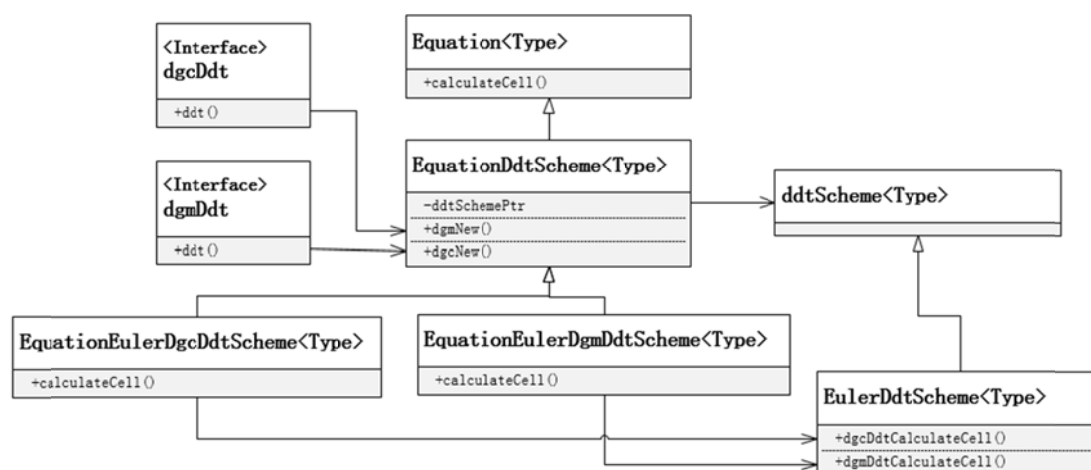 <Interface>
dgcDdt
+ddt()
Equation<Type>
+calculateCell()
<Interface>
dgmDdt
+ddt()
EquationDdtScheme<Type>
-ddtSchemePtr
+dgmNew()
+dgcNew()
ddtScheme<Type>
EquationEulerDgcDdtScheme<Type>
+calculateCell()
EquationEulerDgmDdtScheme<Type>
+calculateCell()
EulerDdtScheme<Type>
+dgcDdtCalculateCell()
+dgmDdtCalculateCell()